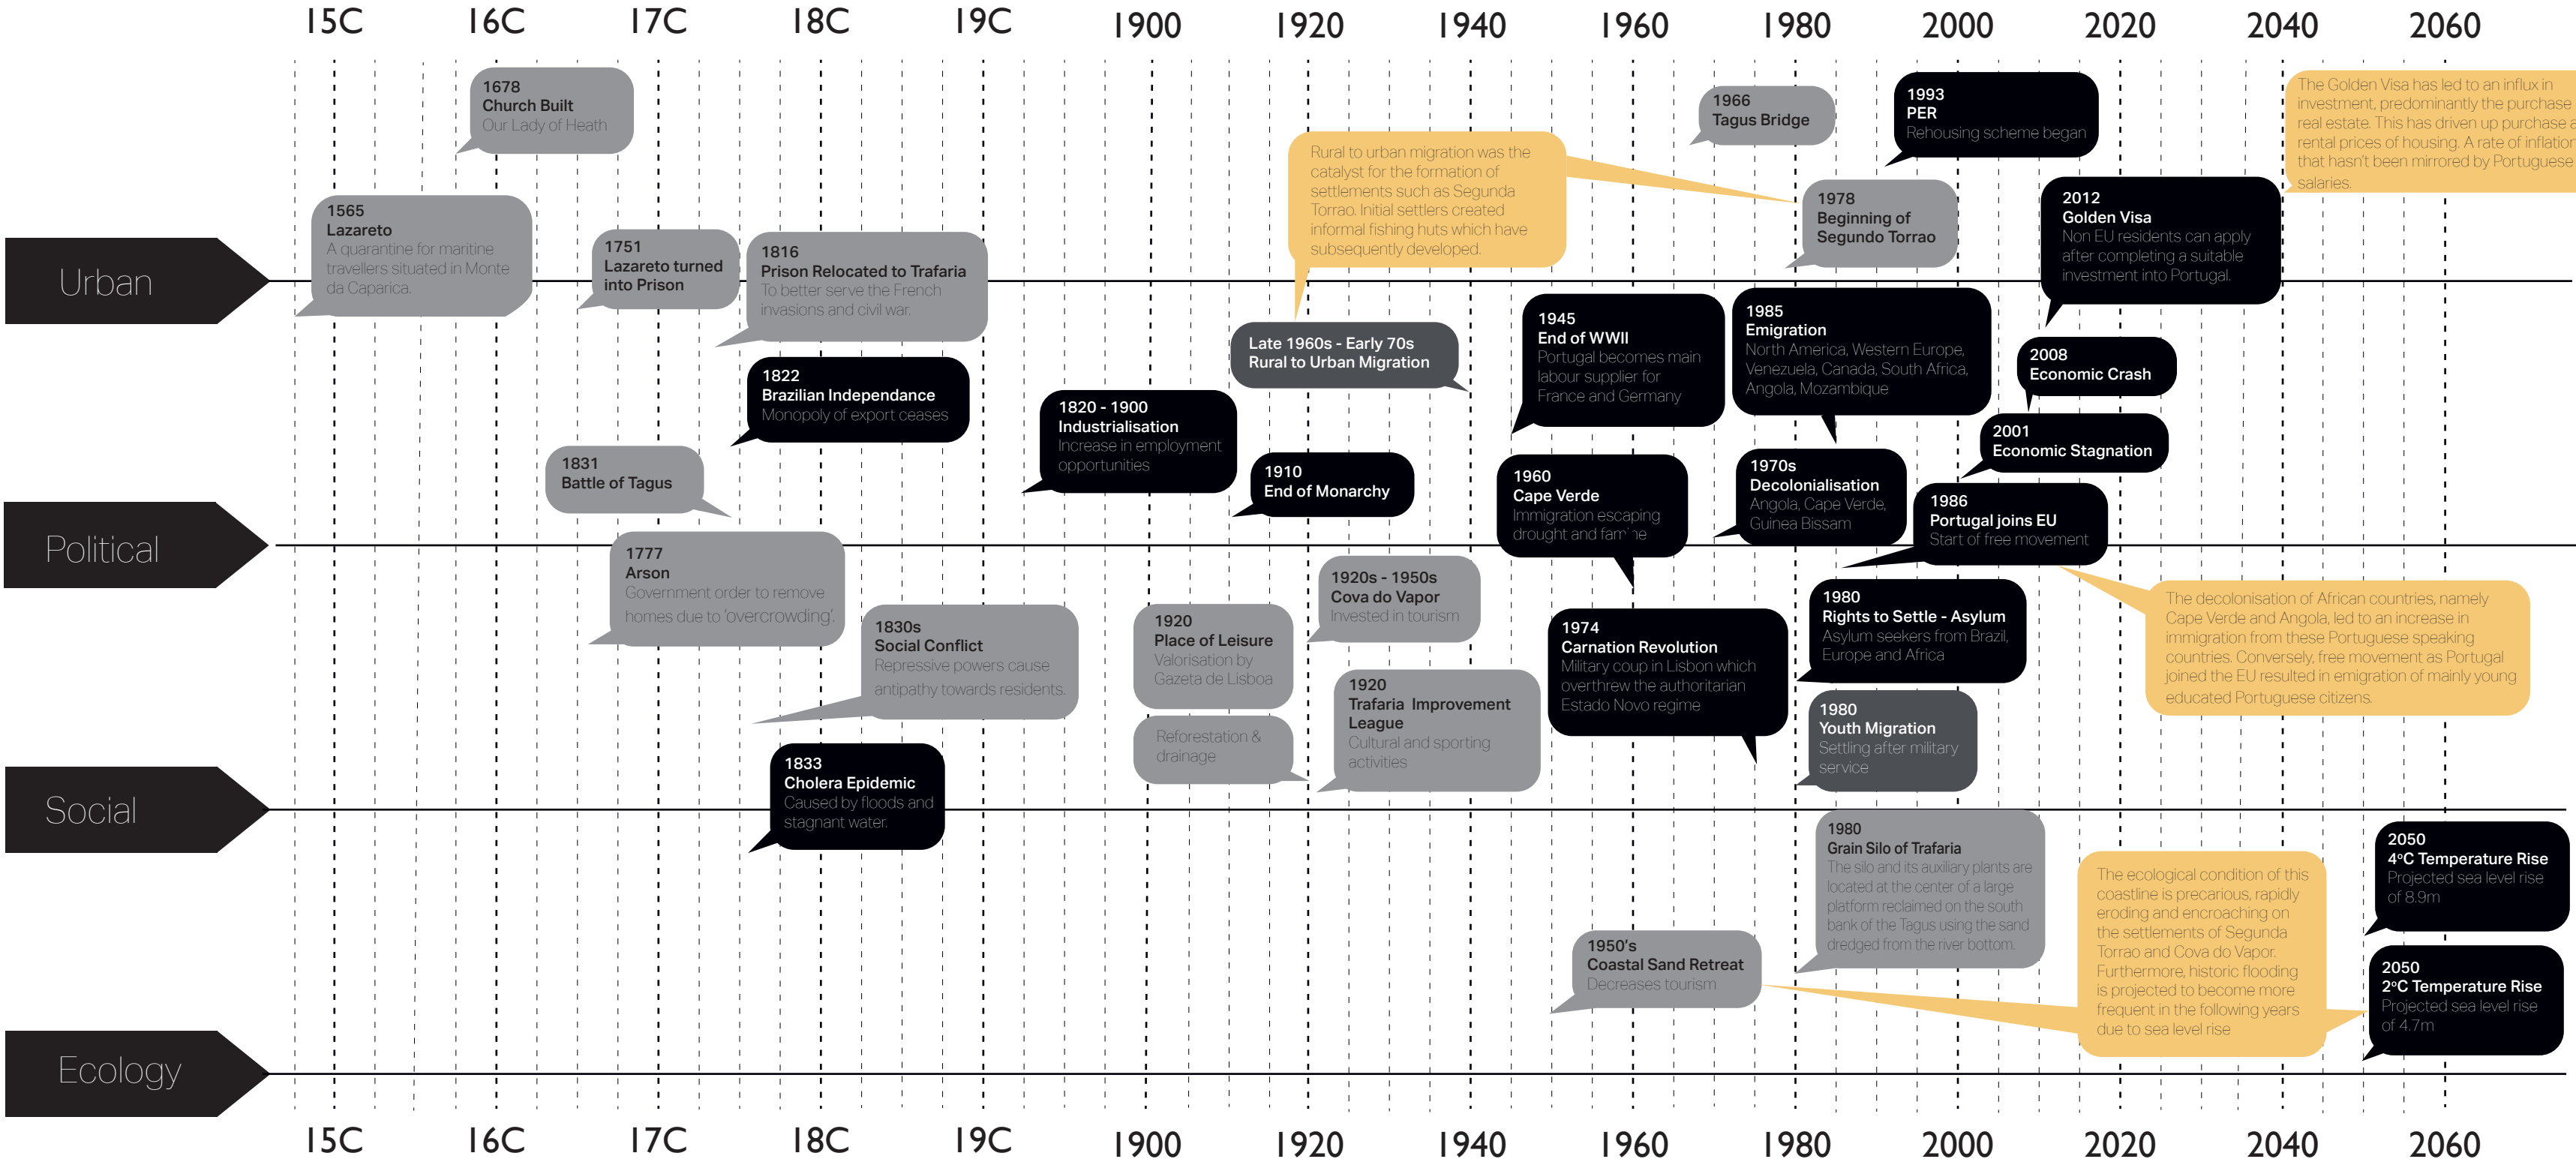 15C 16C 17C 18C 19C 1900 1920 1940 1960 1980 2000 2020 2040 2060
1678
Church Built
Our Lady of Heath
1966
Tagus Bridge
1993
PER
Rehousing scheme began
The Golden Visa has led to an influx in
investment, predominantly the purchase
real estate. This has driven up purchase
rental prices of housing. A rate of inflation
that hasn't been mirrored by Portuguese
salaries.
Rural to urban migration was the
catalyst for the formation of
settlements such as Segunda
Torrao. Initial settlers created
informal fishing huts which have
subsequently developed.
Urban
1565
Lazareto
A quarantine for maritine
travellers situated in Monte
da Caparica.
1751
Lazareto turned
into Prison
1816
Prison Relocated to Trafaria
To better serve the French
invasions and civil war.
1978
Beginning of
Segundo Torrao
2012
Golden Visa
Non EU residents can apply
after completing a suitable
investment into Portugal.
Late 1960s - Early 70s
Rural to Urban Migration
1945
End of WWII
Portugal becomes main
labour supplier for
France and Germany
1985
Emigration
North America, Western Europe,
Venezuela, Canada, South Africa,
Angola, Mozambique
2008
Economic Crash
1822
Brazilian Independance
Monopoly of export ceases
1820 - 1900
Industrialisation
Increase in employment
opportunities
2001
Economic Stagnation
Political
1831
Battle of Tagus
1910
End of Monarchy
1960
Cape Verde
Immigration escaping
drought and famine
1970s
Decolonialisation
Angola, Cape Verde,
Guinea Bissam
1986
Portugal joins EU
Start of free movement
1777
Arson
Government order to remove
homes due to 'overcrowding'.
1830s
Social Conflict
Repressive powers cause
antipathy towards residents.
1920
Place of Leisure
Valorisation by
Gazeta de Lisboa
1920s - 1950s
Cova do Vapor
Invested in tourism
1974
Carnation Revolution
Military coup in Lisbon which
overthrew the authoritarian
Estado Novo regime
1980
Rights to Settle - Asylum
Asylum seekers from Brazil,
Europe and Africa
The decolonisation of African countries, namely
Cape Verde and Angola, led to an increase in
immigration from these Portuguese speaking
countries. Conversely, free movement as Portugal
joined the EU resulted in emigration of mainly young
educated Portuguese citizens.
Reforestation &
drainage
1920
Trafaria Improvement
League
Cultural and sporting
activities
1980
Youth Migration
Settling after military
service
Social
1833
Cholera Epidemic
Caused by floods and
stagnant water.
1980
Grain Silo of Trafaria
The silo and its auxiliary plants are
located at the center of a large
platform reclaimed on the south
bank of the Tagus using the sand
dredged from the river bottom.
1950's
Coastal Sand Retreat
Decreases tourism
The ecological condition of this
coastline is precarious, rapidly
eroding and encroaching on
the settlements of Segunda
Torrao and Cova do Vapor.
Furthermore, historic flooding
is projected to become more
frequent in the following years
due to sea level rise
2050
4ºC Temperature Rise
Projected sea level rise
of 8.9m
2050
2ºC Temperature Rise
Projected sea level rise
of 4.7m
Ecology
15C 16C 17C 18C 19C 1900 1920 1940 1960 1980 2000 2020 2040 2060